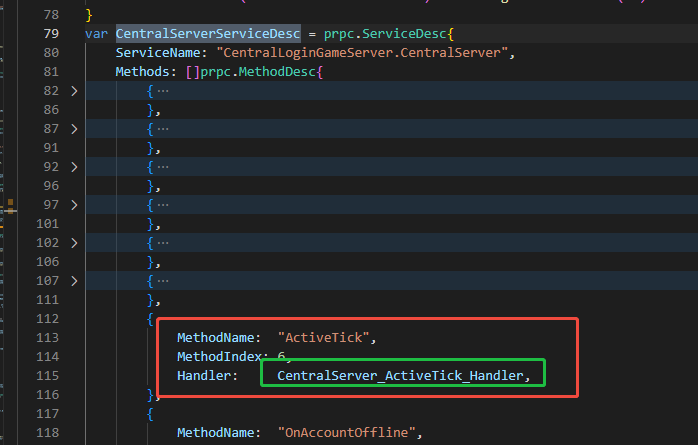 78 }
79 var CentralServerServiceDesc = prpc.ServiceDesc{
80 ServiceName: "CentralLoginGameServer.CentralServer",
81 Methods: []prpc.MethodDesc{
82 > { ⋯
86 },
87 > { ⋯
91 },
92 > { ⋯
96 },
97 > { ⋯
101 },
102 > { ⋯
106 },
107 > { ⋯
111 },
112 {
113 MethodName: "ActiveTick",
114 MethodIndex: 6,
115 Handler: CentralServer_ActiveTick_Handler,
116 },
117 {
118 MethodName: "OnAccountOffline",